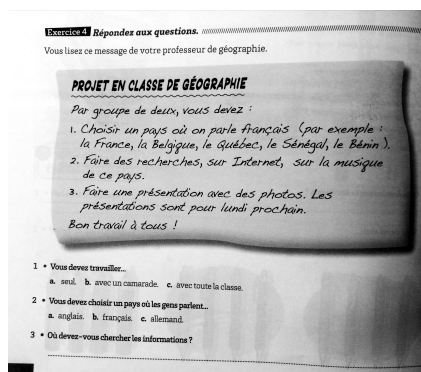 Exercice 4 Répondez aux questions.
Vous lisez ce message de votre professeur de géographie.
PROJET EN CLASSE DE GÉOGRAPHIE
Par groupe de deux, vous devez :
1. Choisir un pays où on parle français (par exemple :
la France, la Belgique, le Québec, le Sénégal, le Bénin).
2. Faire des recherches, sur Internet, sur la musique
de ce pays.
3. Faire une présentation avec des photos. Les
présentations sont pour lundi prochain.
Bon travail à tous !
1 • Vous devez travailler...
a. seul. b. avec un camarade. c. avec toute la classe.
2 • Vous devez choisir un pays où les gens parlent...
a. anglais. b. français. c. allemand.
3 • Où devez-vous chercher les informations ?